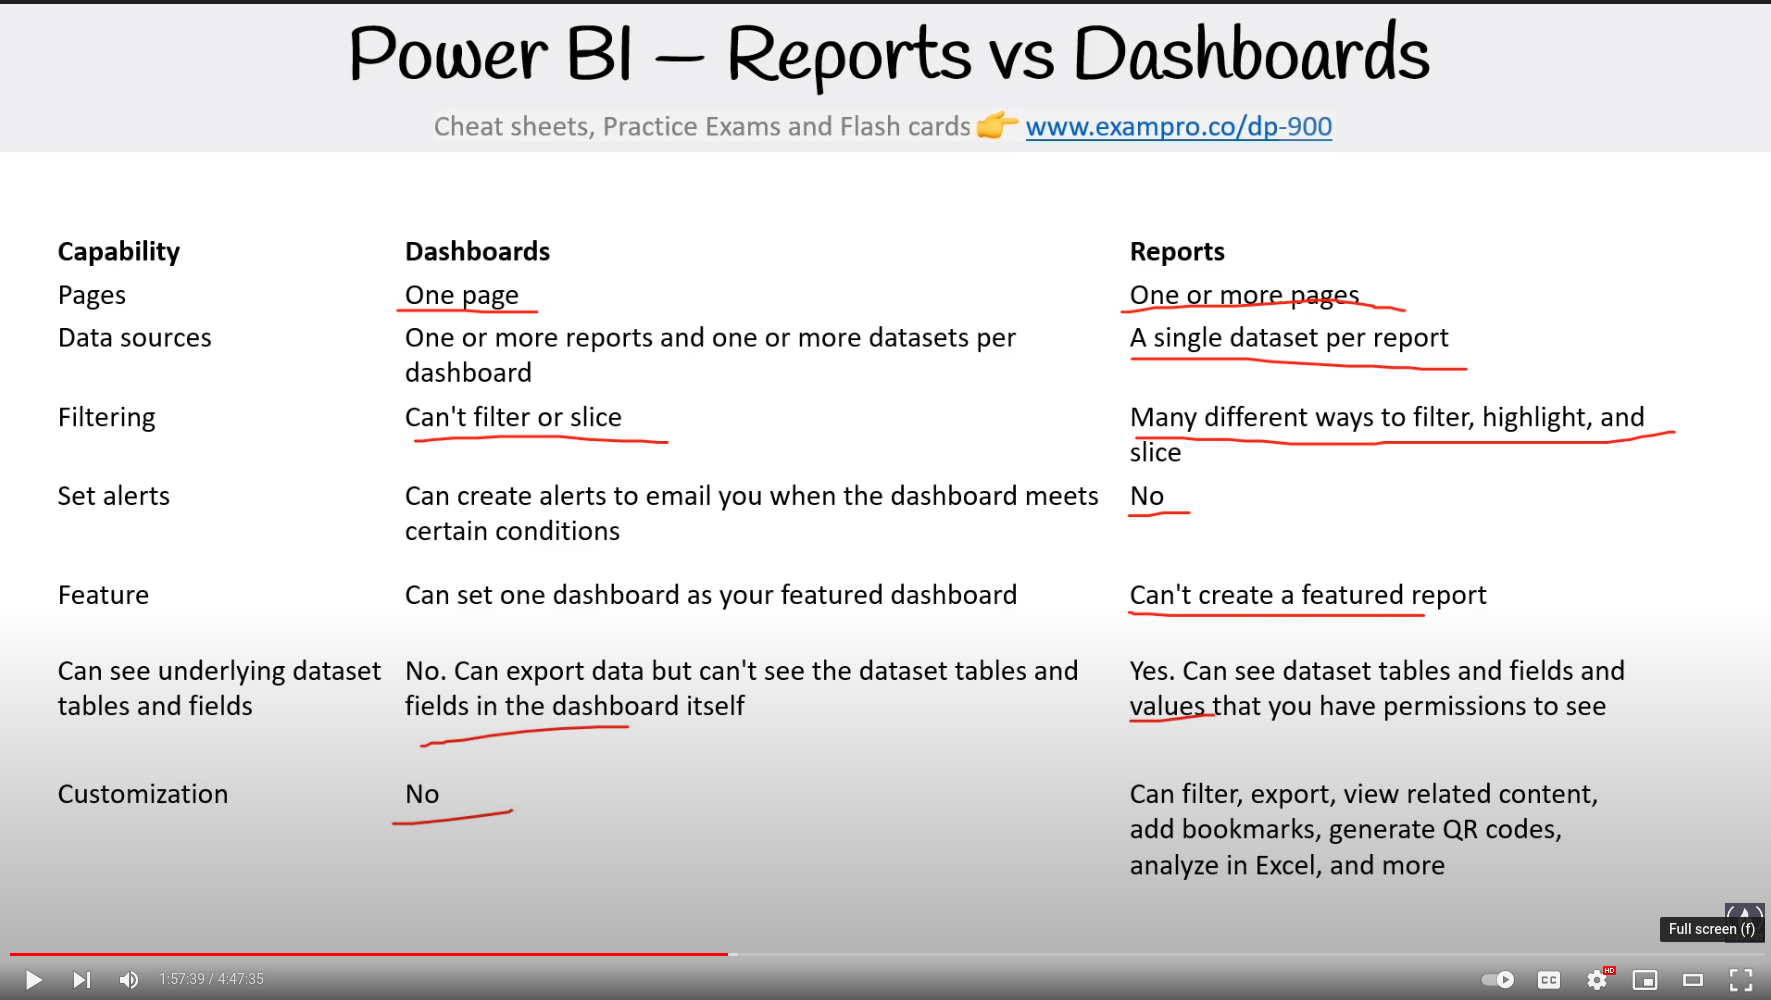 Power BI – Reports vs Dashboards
Cheat sheets, Practice Exams and Flash cards 👉 www.exampro.co/dp-900
Capability Dashboards Reports
Pages One page One or more pages
Data sources One or more reports and one or more datasets per A single dataset per report
dashboard
Filtering Can't filter or slice Many different ways to filter, highlight, and
slice
Set alerts Can create alerts to email you when the dashboard meets No
certain conditions
Feature Can set one dashboard as your featured dashboard Can't create a featured report
Can see underlying dataset No. Can export data but can't see the dataset tables and Yes. Can see dataset tables and fields and
tables and fields fields in the dashboard itself values that you have permissions to see
Customization No Can filter, export, view related content,
add bookmarks, generate QR codes,
analyze in Excel, and more
Full screen (f)
1:57:39 / 4:47:35 CC HD